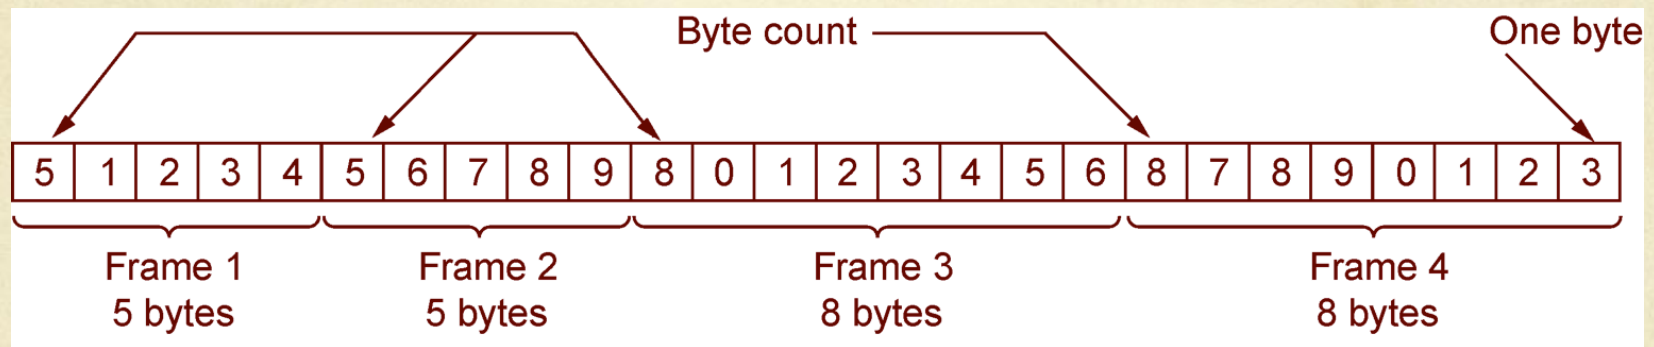 Byte count One byte
5 1 2 3 4 5 6 7 8 9 8 0 1 2 3 4 5 6 8 7 8 9 0 1 2 3
Frame 1 Frame 2 Frame 3 Frame 4
5 bytes 5 bytes 8 bytes 8 bytes